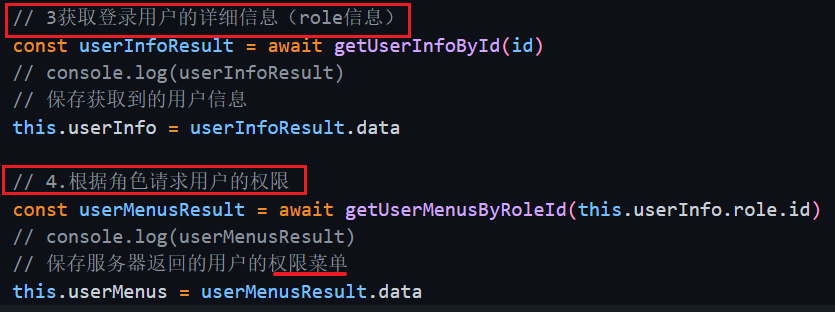 // 3获取登录用户的详细信息（role信息）
const userInfoResult = await getUserInfoById(id)
// console.log(userInfoResult)
// 保存获取到的用户信息
this.userInfo = userInfoResult.data
// 4.根据角色请求用户的权限
const userMenusResult = await getUserMenusByRoleId(this.userInfo.role.id)
// console.log(userMenusResult)
// 保存服务器返回的用户的权限菜单
this.userMenus = userMenusResult.data